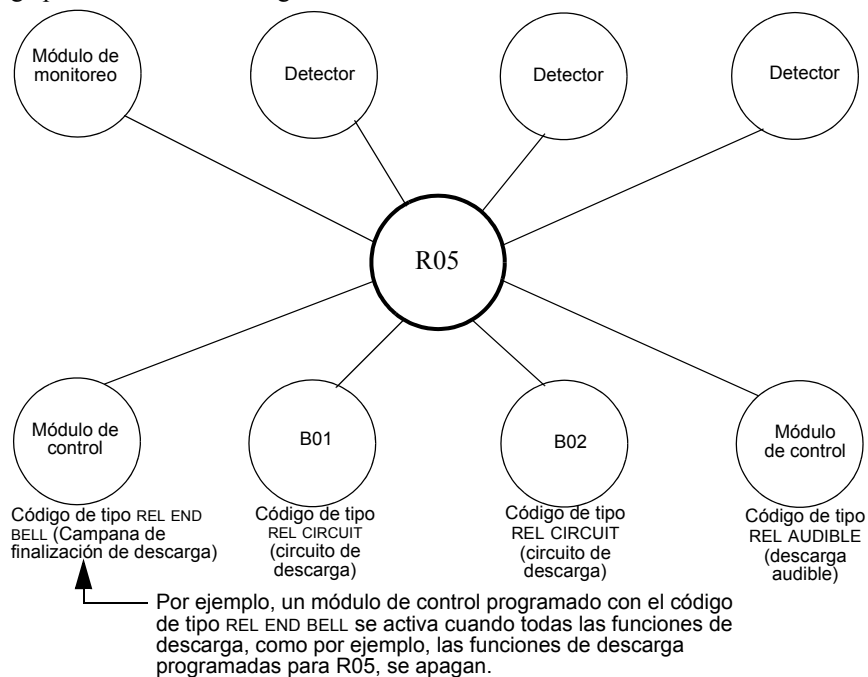 Módulo de
monitoreo
Detector
Detector
Detector
R05
Módulo de
control
B01
B02
Módulo
de control
Código de tipo REL END
BELL (Campana de
finalización de descarga)
Código de tipo
REL CIRCUIT
(circuito de
descarga)
Código de tipo
REL CIRCUIT
(circuito de
descarga)
Código de tipo
REL AUDIBLE
(descarga
audible)
Por ejemplo, un módulo de control programado con el código
de tipo REL END BELL se activa cuando todas las funciones de
descarga, como por ejemplo, las funciones de descarga
programadas para R05, se apagan.